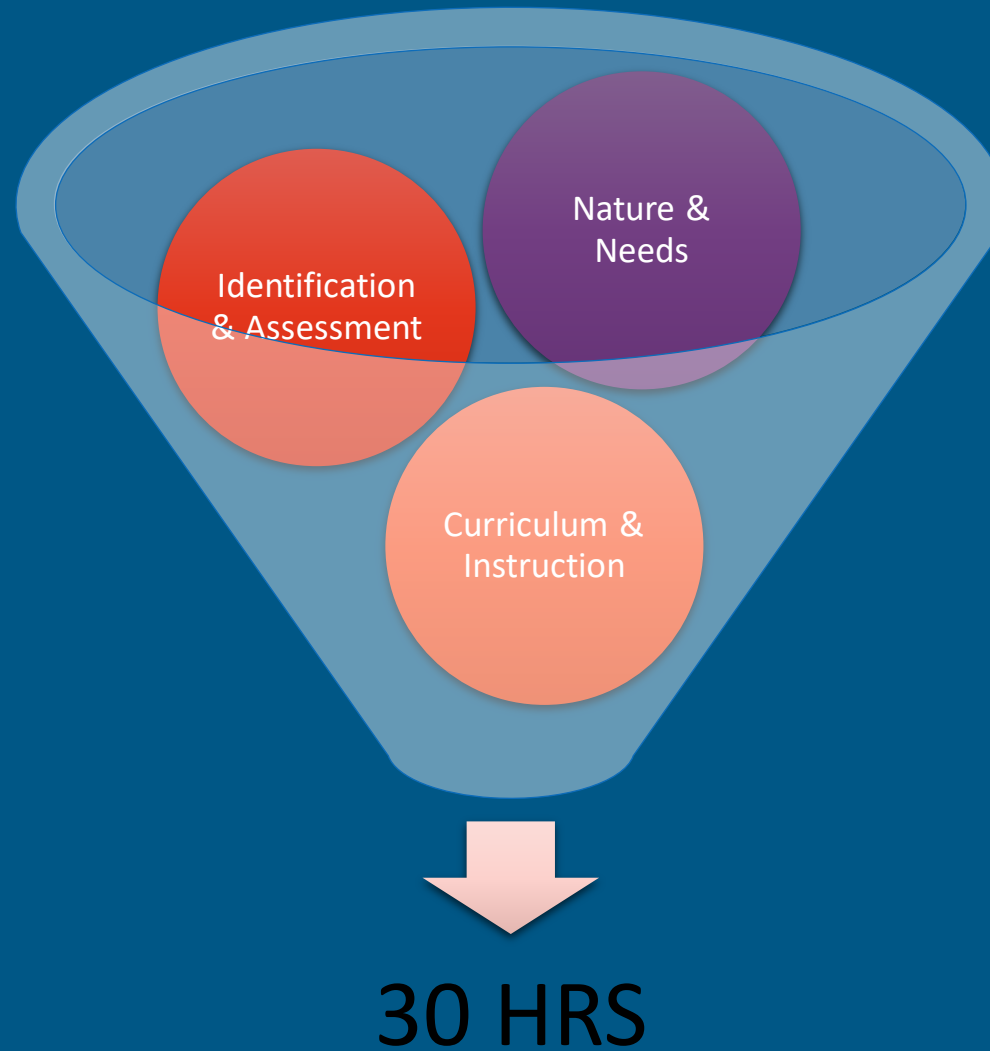 Nature &
Needs
Identification
& Assessment
Curriculum &
Instruction
30 HRS